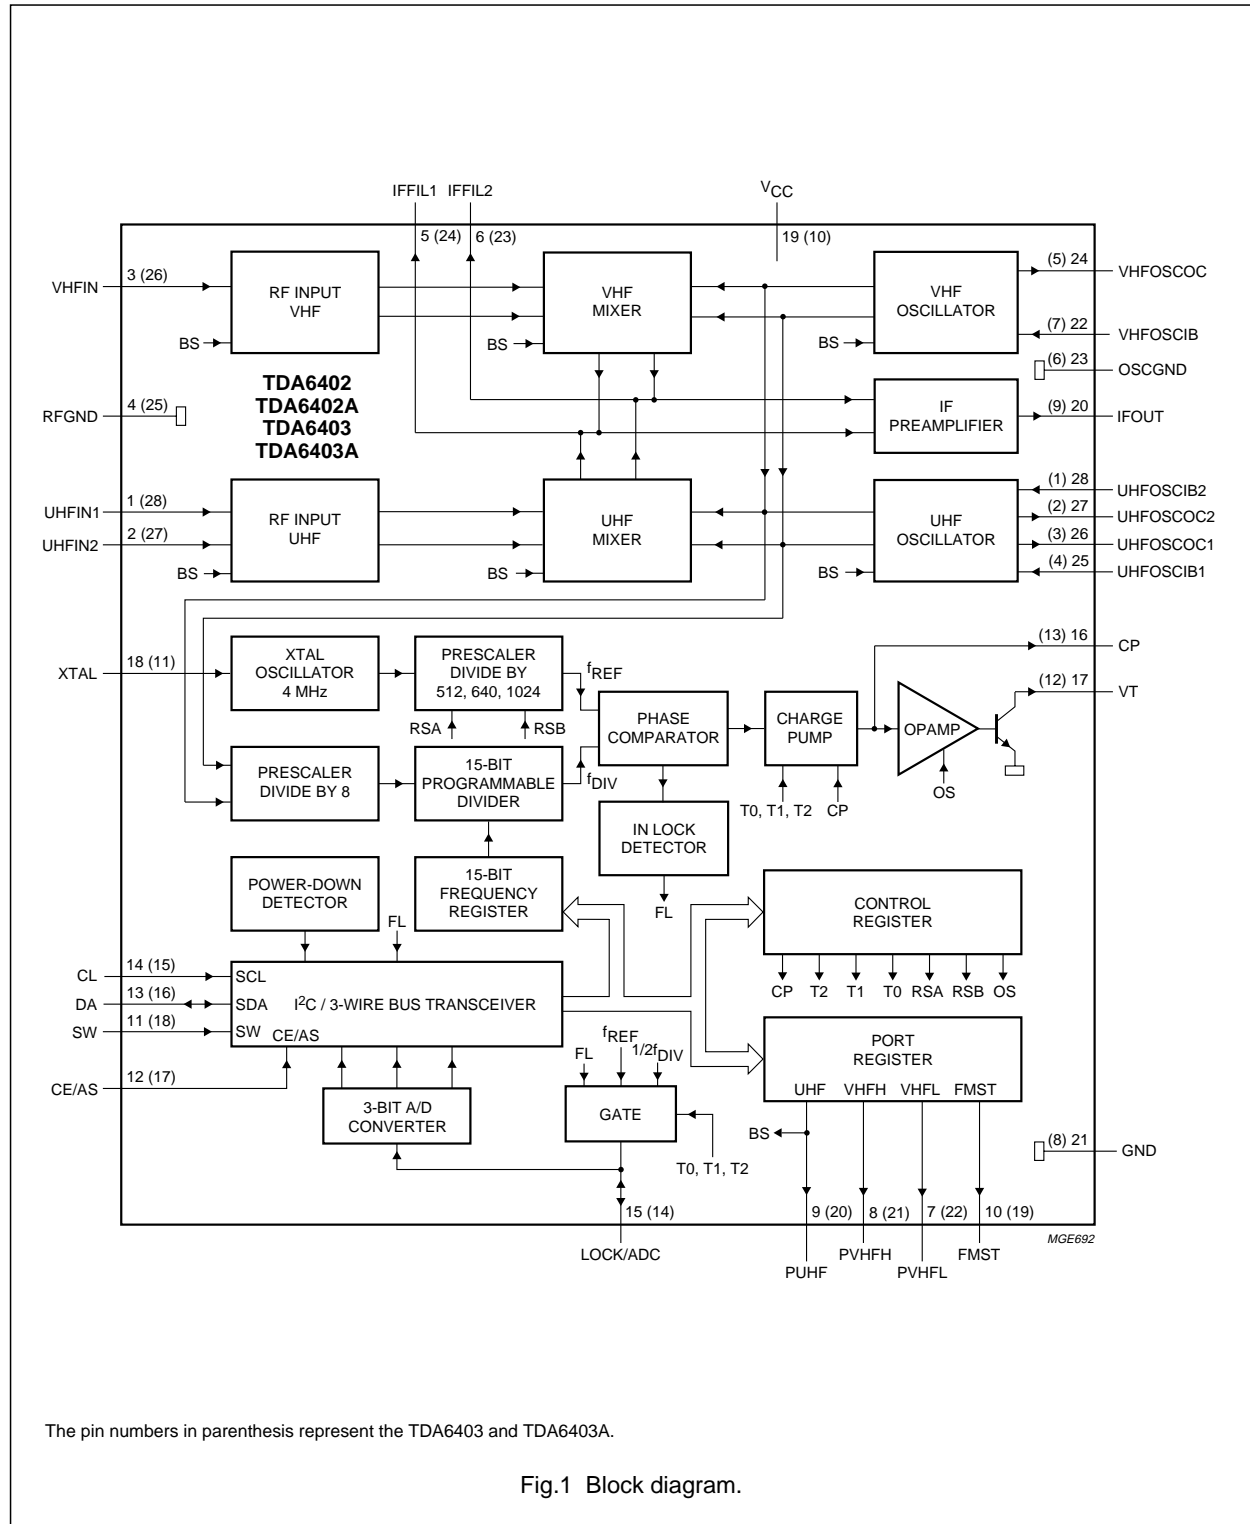 IFFIL1 IFFIL2
V_CC
5 (24) 6 (23)
19 (10)
VHFIN 3 (26)
RF INPUT
VHF
BS
VHF
MIXER
BS
VHF
OSCILLATOR
BS
(5) 24 VHFOSCOC
(7) 22 VHFOSCIB
(6) 23 OSCGND
TDA6402
TDA6402A
TDA6403
TDA6403A
RFGND 4 (25)
IF
PREAMPLIFIER
(9) 20 IFOUT
UHFIN1 1 (28)
UHFIN2 2 (27)
RF INPUT
UHF
BS
UHF
MIXER
BS
UHF
OSCILLATOR
BS
(1) 28 UHFOSCIB2
(2) 27 UHFOSCOC2
(3) 26 UHFOSCOC1
(4) 25 UHFOSCIB1
XTAL 18 (11)
XTAL
OSCILLATOR
4 MHz
PRESCALER
DIVIDE BY
512, 640, 1024
f_REF
RSA RSB
PHASE
COMPARATOR
CHARGE
PUMP
OPAMP
(13) 16 CP
(12) 17 VT
OS
PRESCALER
DIVIDE BY 8
15-BIT
PROGRAMMABLE
DIVIDER
f_DIV
T0, T1, T2 CP
IN LOCK
DETECTOR
FL
POWER-DOWN
DETECTOR
FL
15-BIT
FREQUENCY
REGISTER
CONTROL
REGISTER
CP T2 T1 T0 RSA RSB OS
CL 14 (15) SCL
DA 13 (16) SDA
SW 11 (18) SW
I2C / 3-WIRE BUS TRANSCEIVER
CE/AS
CE/AS 12 (17)
3-BIT A/D
CONVERTER
FL f_REF 1/2f_DIV
GATE
T0, T1, T2
PORT
REGISTER
UHF VHFH VHFL FMST
BS
(8) 21 GND
15 (14)
LOCK/ADC
9 (20) 8 (21) 7 (22) 10 (19)
PUHF PVHFH PVHFL FMST
MGE692
The pin numbers in parenthesis represent the TDA6403 and TDA6403A.
Fig.1 Block diagram.